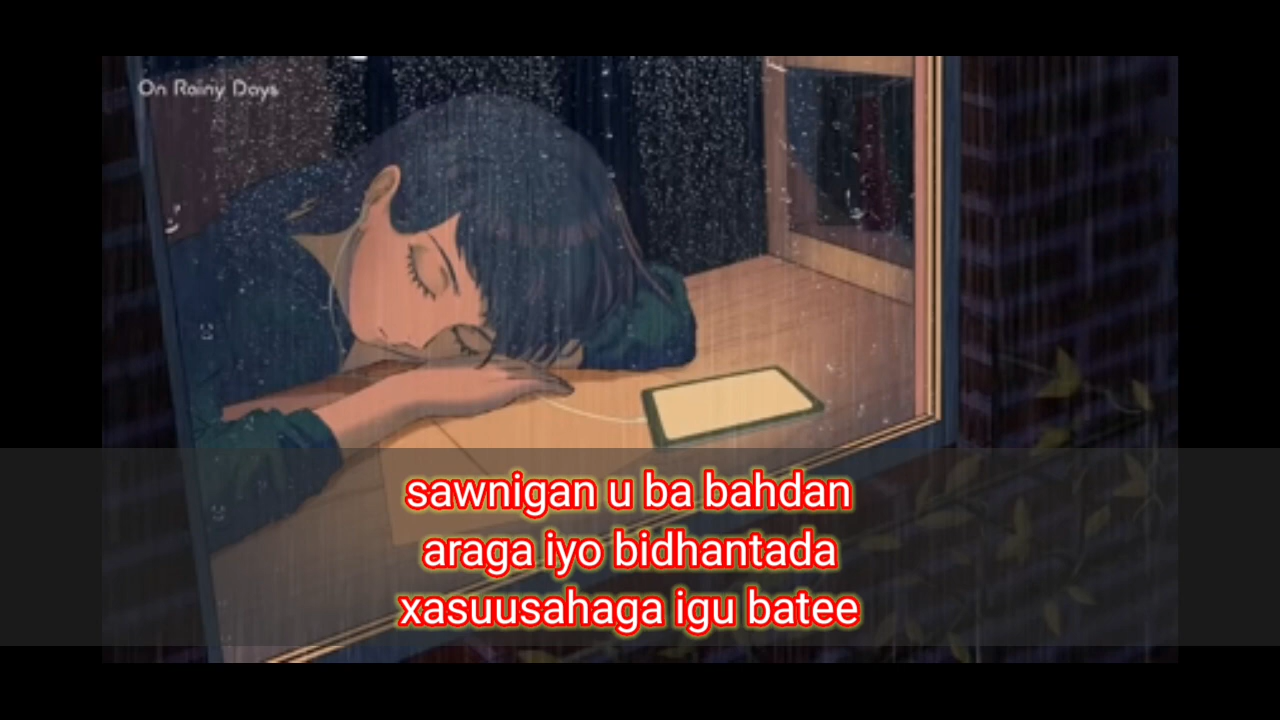 On Rainy Days
sawnigan u ba bahdan
araga iyo bidhantada
xasuusahaga igu batee